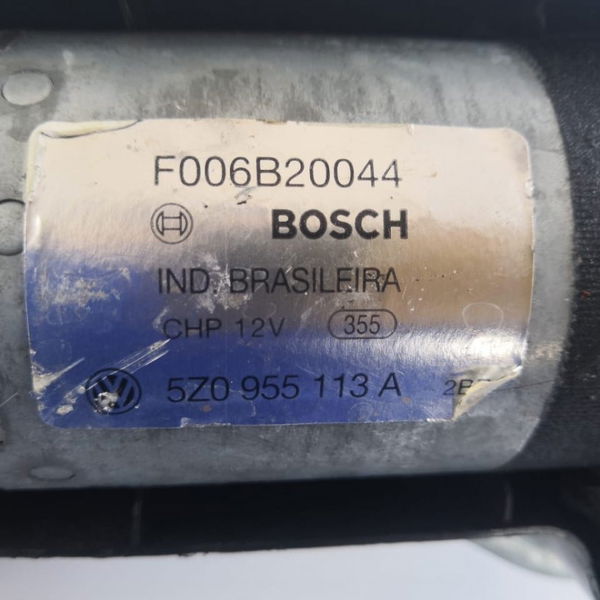 F006B20044
BOSCH
IND. BRASILEIRA
CHP 12V 355
5Z0 955 113 A